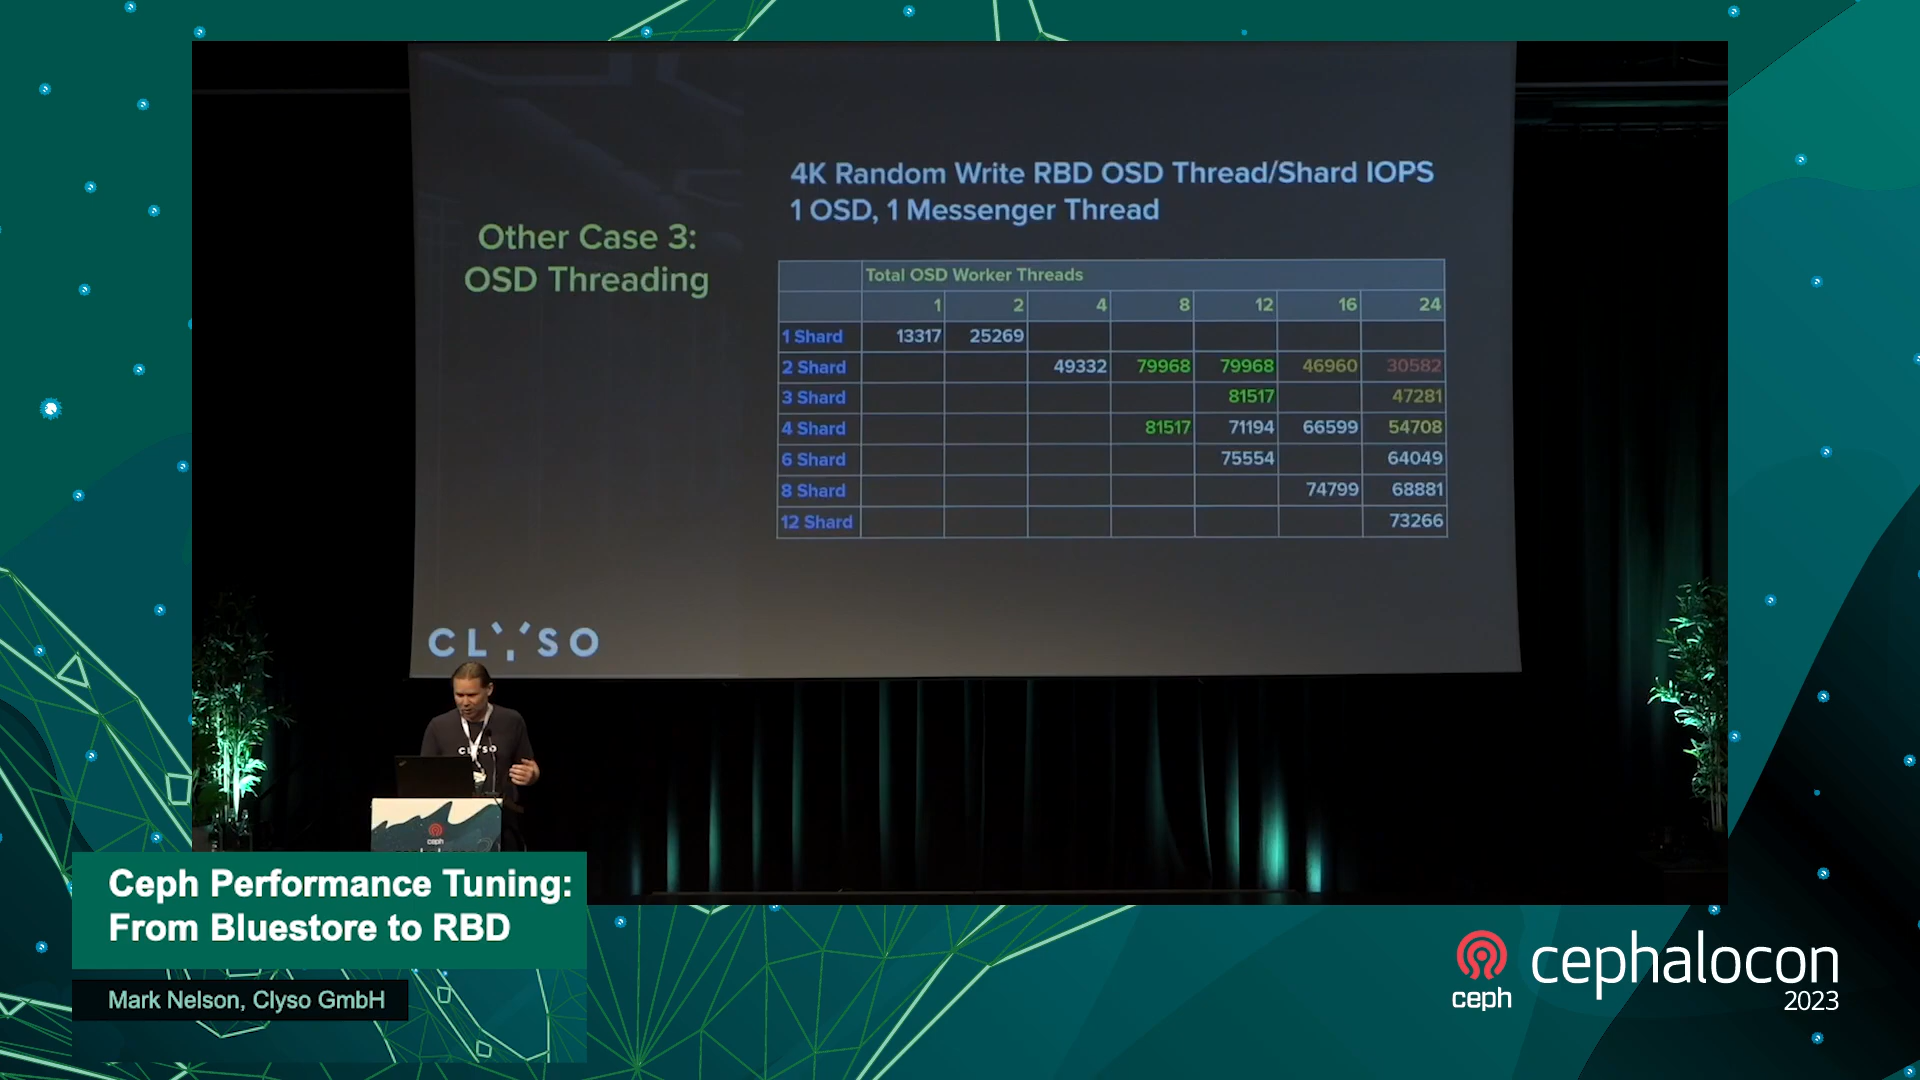 4K Random Write RBD OSD Thread/Shard IOPS
1 OSD, 1 Messenger Thread
Other Case 3:
OSD Threading
Total OSD Worker Threads
1 2 4 8 12 16 24
1 Shard 13317 25269
2 Shard 49332 79968 79968 46960 30582
3 Shard 81517 47281
4 Shard 81517 71194 66599 54708
6 Shard 75554 64049
8 Shard 74799 68881
12 Shard 73266
CLYSO
CLYSO
ceph
Ceph Performance Tuning:
From Bluestore to RBD
Mark Nelson, Clyso GmbH
ceph
cephalocon
2023